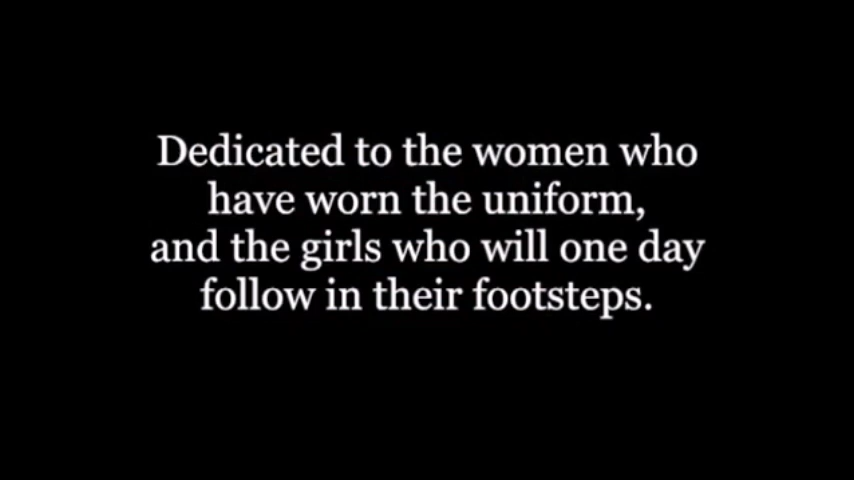 Dedicated to the women who
have worn the uniform,
and the girls who will one day
follow in their footsteps.